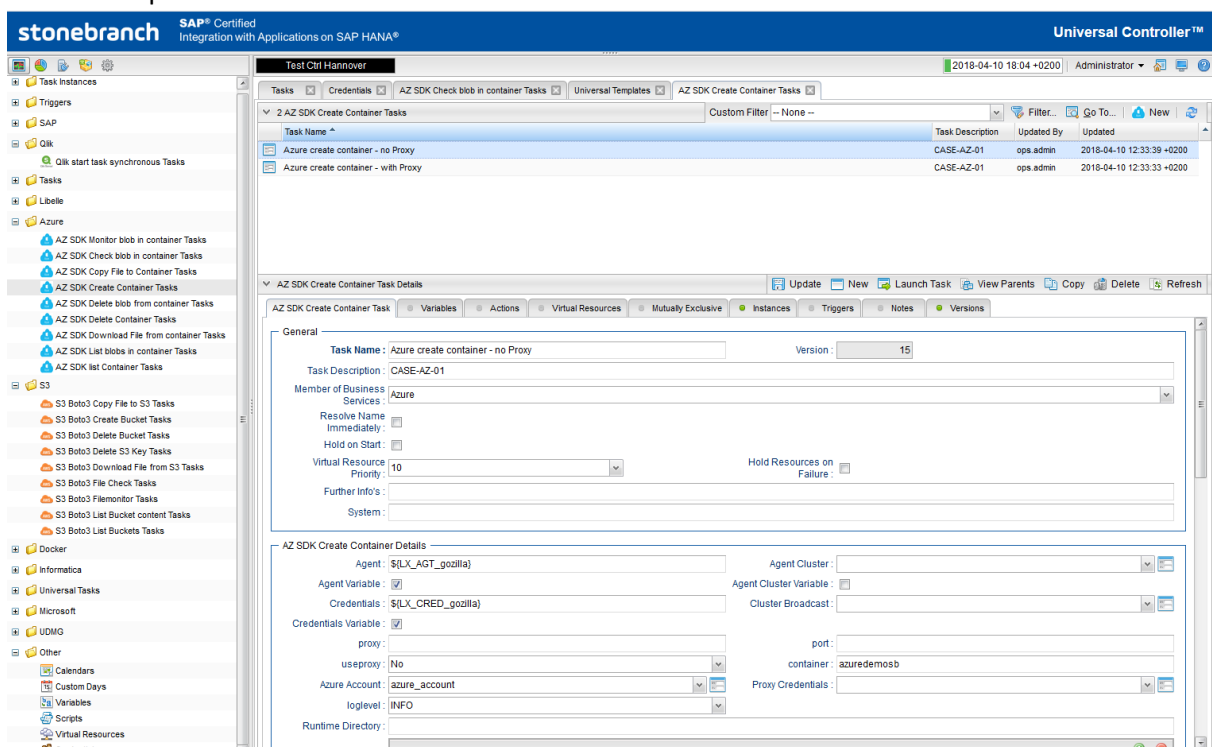 stonebranch
SAP® Certified
Integration with Applications on SAP HANA®
Universal Controller™
Test Ctrl Hannover
2018-04-10 18:04 +0200
Administrator
Task Instances
Triggers
SAP
Qlik
Qlik start task synchronous Tasks
Tasks
Libelle
Azure
AZ SDK Monitor blob in container Tasks
AZ SDK Check blob in container Tasks
AZ SDK Copy File to Container Tasks
AZ SDK Create Container Tasks
AZ SDK Delete blob from container Tasks
AZ SDK Delete Container Tasks
AZ SDK Download File from container Tasks
AZ SDK List blobs in container Tasks
AZ SDK list Container Tasks
S3
S3 Boto3 Copy File to S3 Tasks
S3 Boto3 Create Bucket Tasks
S3 Boto3 Delete Bucket Tasks
S3 Boto3 Delete S3 Key Tasks
S3 Boto3 Download File from S3 Tasks
S3 Boto3 File Check Tasks
S3 Boto3 Filemonitor Tasks
S3 Boto3 List Bucket content Tasks
S3 Boto3 List Buckets Tasks
Docker
Informatica
Universal Tasks
Microsoft
UDMG
Other
Calendars
Custom Days
Variables
Scripts
Virtual Resources
Tasks Credentials AZ SDK Check blob in container Tasks Universal Templates AZ SDK Create Container Tasks
2 AZ SDK Create Container Tasks Custom Filter -- None -- Filter... Go To... New
Task Name Task Description Updated By Updated
Azure create container - no Proxy CASE-AZ-01 ops.admin 2018-04-10 12:33:39 +0200
Azure create container - with Proxy CASE-AZ-01 ops.admin 2018-04-10 12:33:33 +0200
AZ SDK Create Container Task Details Update New Launch Task View Parents Copy Delete Refresh
AZ SDK Create Container Task Variables Actions Virtual Resources Mutually Exclusive Instances Triggers Notes Versions
General
Task Name : Azure create container - no Proxy Version : 15
Task Description : CASE-AZ-01
Member of Business Services : Azure
Resolve Name Immediately :
Hold on Start :
Virtual Resource Priority : 10 Hold Resources on Failure :
Further Info's :
System :
AZ SDK Create Container Details
Agent : ${LX_AGT_gozilla} Agent Cluster :
Agent Variable : Agent Cluster Variable :
Credentials : ${LX_CRED_gozilla} Cluster Broadcast :
Credentials Variable :
proxy : port :
useproxy : No container : azuredemosb
Azure Account : azure_account Proxy Credentials :
loglevel : INFO
Runtime Directory :